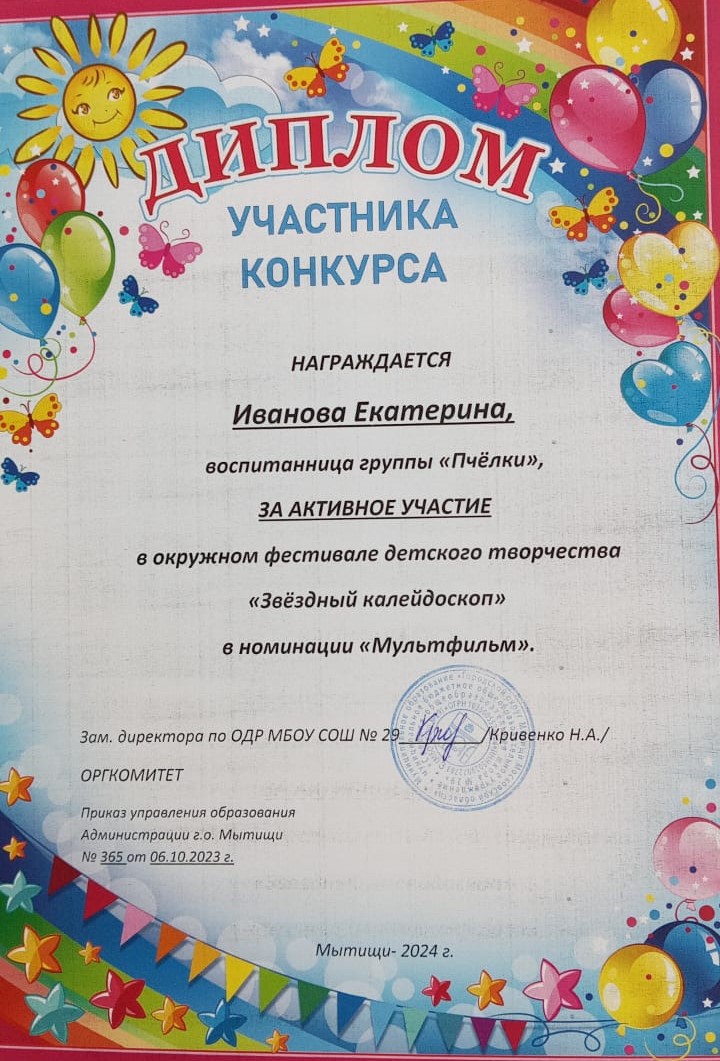 ДИПЛОМ
УЧАСТНИКА
КОНКУРСА
НАГРАЖДАЕТСЯ
Иванова Екатерина,
воспитанница группы «Пчёлки»,
ЗА АКТИВНОЕ УЧАСТИЕ
в окружном фестивале детского творчества
«Звёздный калейдоскоп»
в номинации «Мультфильм».
Зам. директора по ОДР МБОУ СОШ № 29 /Кривенко Н.А./
ОРГКОМИТЕТ
Приказ управления образования
Администрации г.о. Мытищи
№ 365 от 06.10.2023 г.
Мытищи- 2024 г.